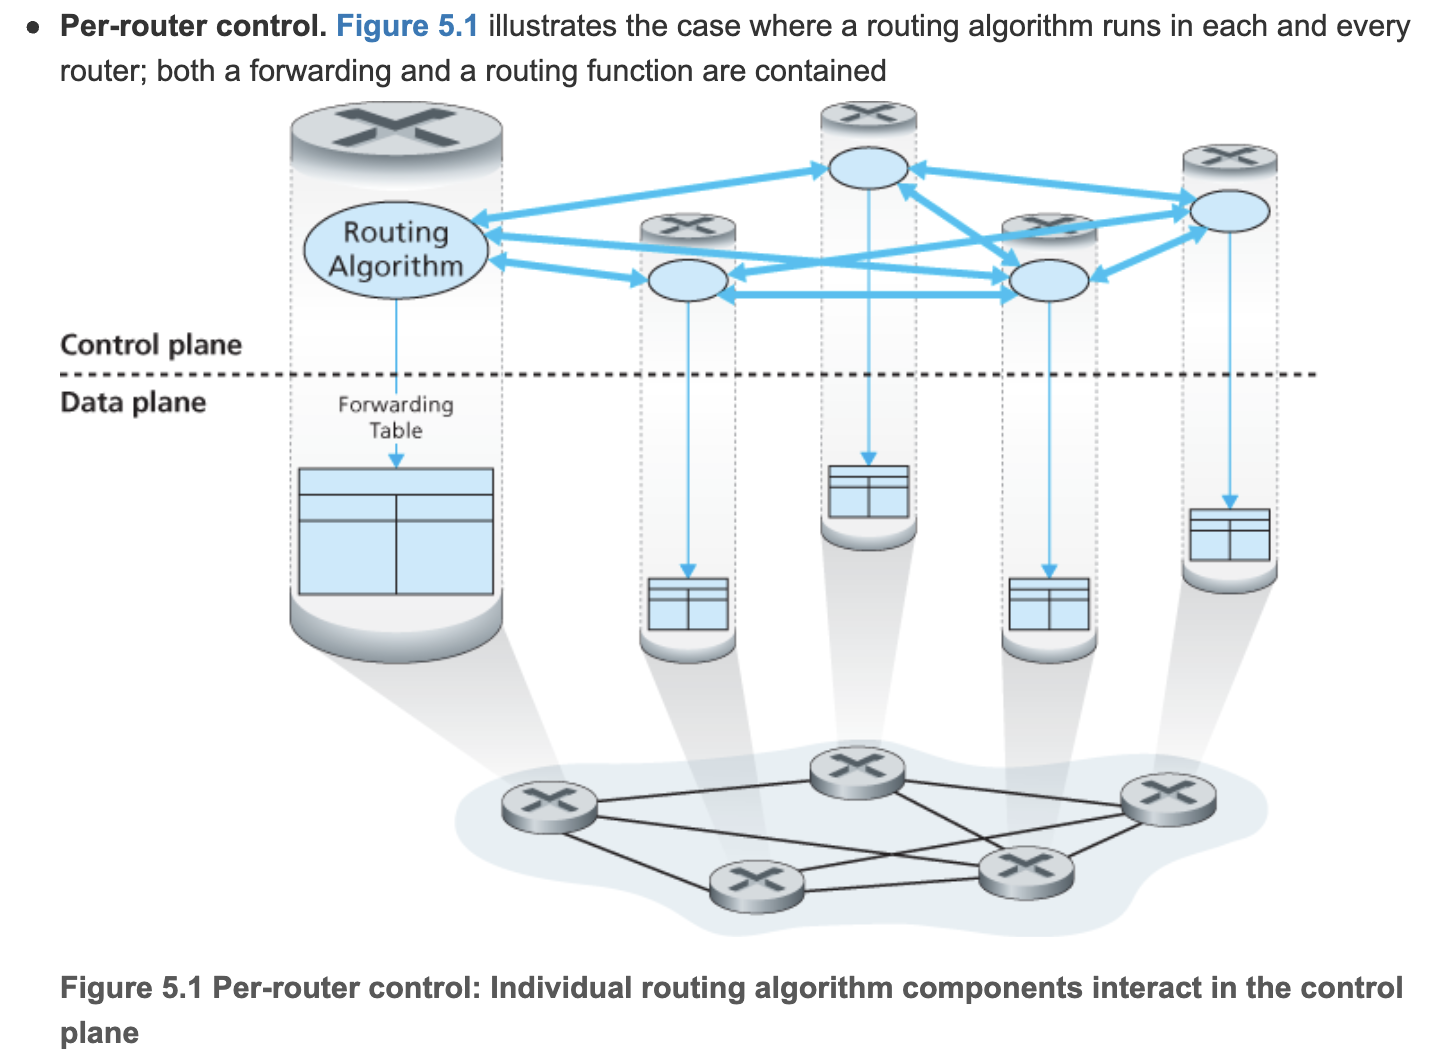 ● Per-router control. Figure 5.1 illustrates the case where a routing algorithm runs in each and every
router; both a forwarding and a routing function are contained
Routing
Algorithm
Control plane
Data plane
Forwarding
Table
Figure 5.1 Per-router control: Individual routing algorithm components interact in the control
plane